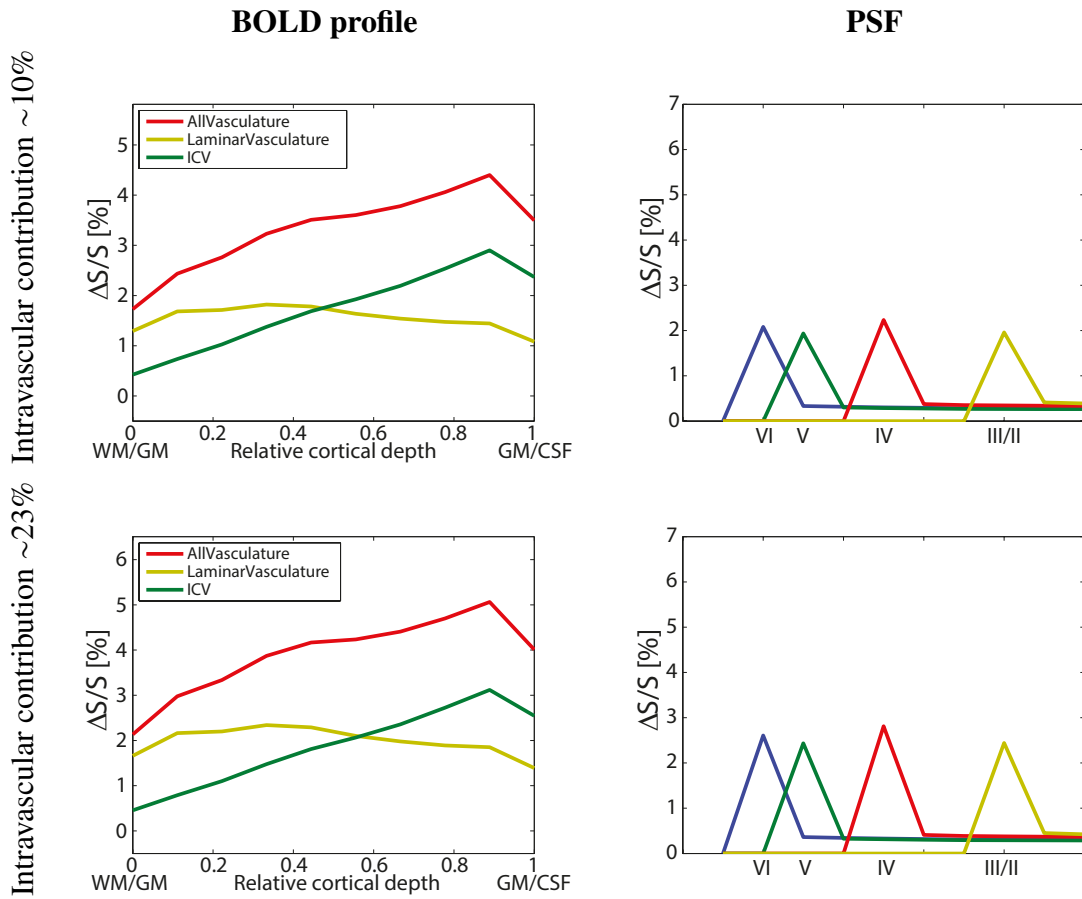 BOLD profile
PSF
Intravascular contribution ~10%
ΔS/S [%]
5
4
3
2
1
0
AllVasculature
LaminarVasculature
ICV
0 0.2 0.4 0.6 0.8 1
WM/GM Relative cortical depth GM/CSF
ΔS/S [%]
7
6
5
4
3
2
1
0
VI V IV III/II
Intravascular contribution ~23%
ΔS/S [%]
6
5
4
3
2
1
0
AllVasculature
LaminarVasculature
ICV
0 0.2 0.4 0.6 0.8 1
WM/GM Relative cortical depth GM/CSF
ΔS/S [%]
7
6
5
4
3
2
1
0
VI V IV III/II